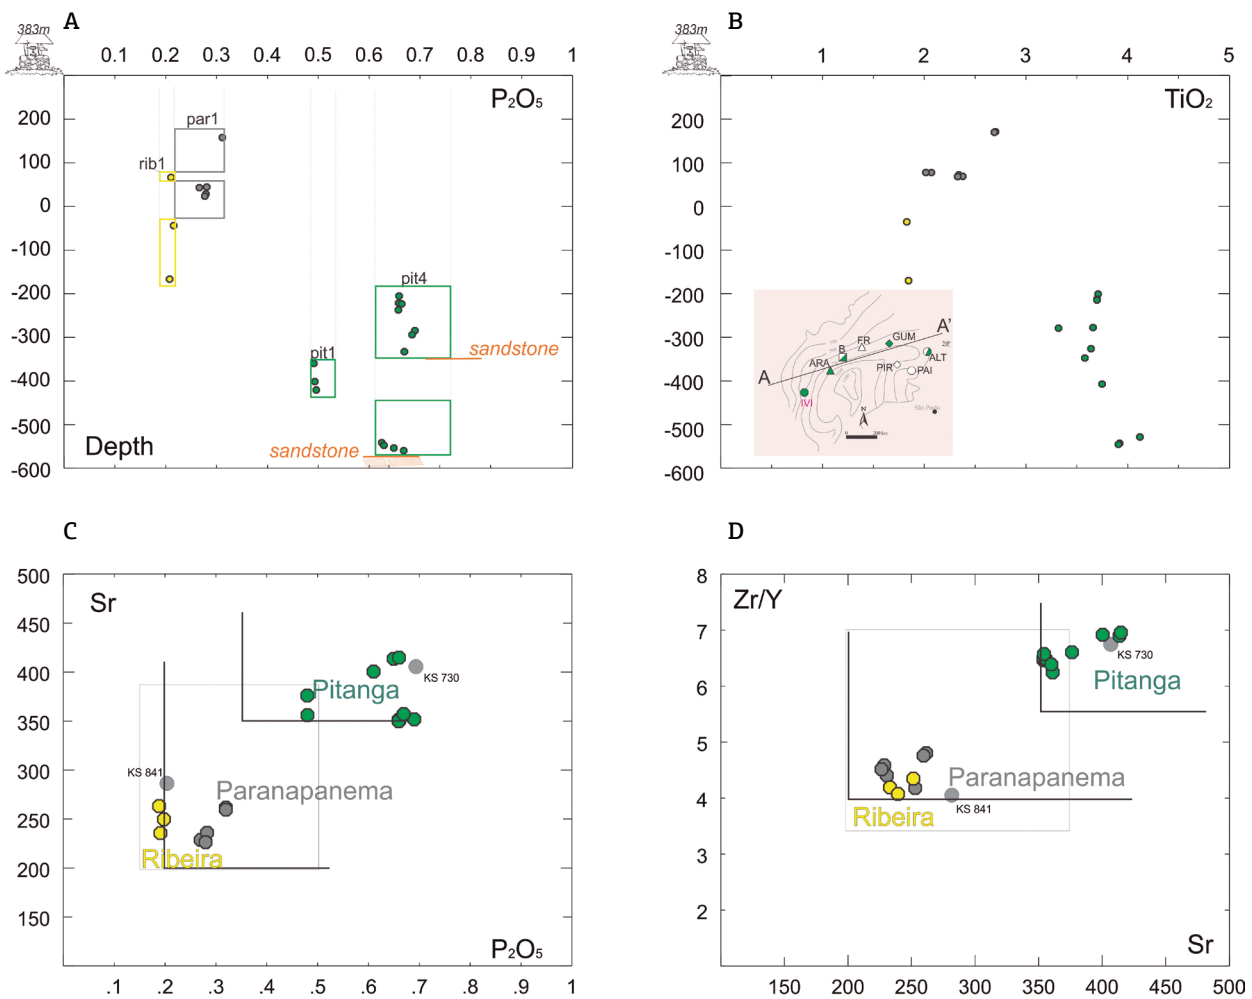 A
383m
0.1 0.2 0.3 0.4 0.5 0.6 0.7 0.8 0.9 1
P₂O₅
200
100
0
-100
-200
-300
-400
-500
-600
par1
rib1
pit4
sandstone
pit1
sandstone
Depth
B
383m
1 2 3 4 5
TiO₂
200
100
0
-100
-200
-300
-400
-500
-600
A'
GUM
FR
B
ALT
ARA
PIR
PAI
A
IVI
N
São Paulo
0 200 km
C
500
450
400
350
300
250
200
150
Sr
Pitanga
KS 730
KS 841
Paranapanema
Ribeira
P₂O₅
.1 .2 .3 .4 .5 .6 .7 .8 .9 1
D
8
7
6
5
4
3
2
Zr/Y
KS 730
Pitanga
Paranapanema
KS 841
Ribeira
Sr
150 200 250 300 350 400 450 500